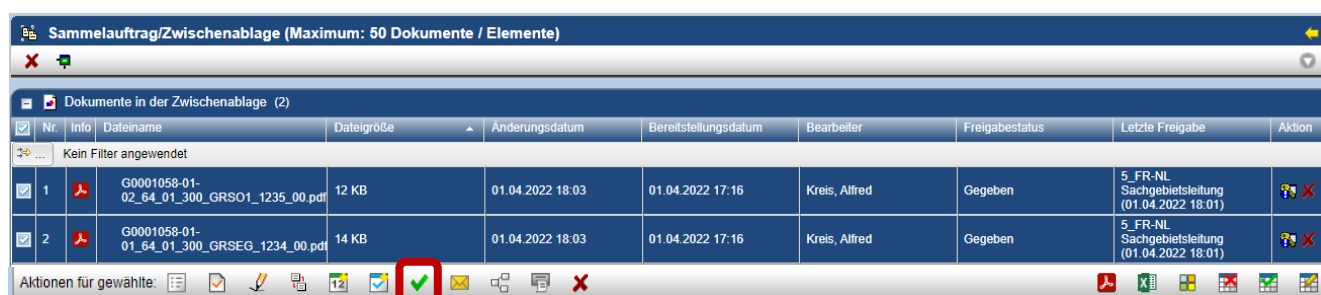 Sammelauftrag/Zwischenablage (Maximum: 50 Dokumente / Elemente)
Dokumente in der Zwischenablage (2)
Nr. Info Dateiname Dateigröße Änderungsdatum Bereitstellungsdatum Bearbeiter Freigabestatus Letzte Freigabe Aktion
... Kein Filter angewendet
1 G0001058-01-02_64_01_300_GRSO1_1235_00.pdf 12 KB 01.04.2022 18:03 01.04.2022 17:16 Kreis, Alfred Gegeben 5_FR-NL Sachgebietsleitung (01.04.2022 18:01)
2 G0001058-01-01_64_01_300_GRSEG_1234_00.pdf 14 KB 01.04.2022 18:03 01.04.2022 17:16 Kreis, Alfred Gegeben 5_FR-NL Sachgebietsleitung (01.04.2022 18:01)
Aktionen für gewählte: 12